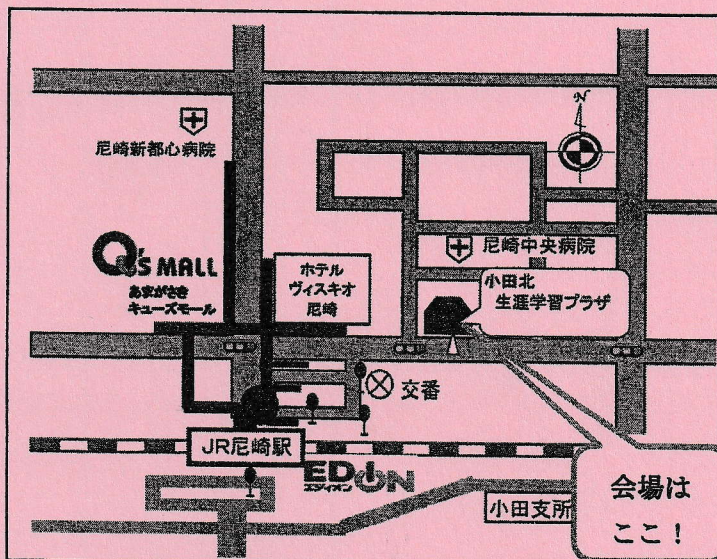 N
尼崎新都心病院
Q's MALL
あまがさき
キューズモール
ホテル
ヴィスキオ
尼崎
尼崎中央病院
小田北
生涯学習プラザ
交番
JR尼崎駅
EDION
エディオン
小田支所
会場は
ここ！